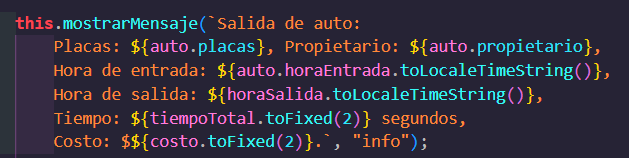 this.mostrarMensaje(`Salida de auto:
Placas: ${auto.placas}, Propietario: ${auto.propietario},
Hora de entrada: ${auto.horaEntrada.toLocaleTimeString()},
Hora de salida: ${horaSalida.toLocaleTimeString()},
Tiempo: ${tiempoTotal.toFixed(2)} segundos,
Costo: $${costo.toFixed(2)}.`, "info");